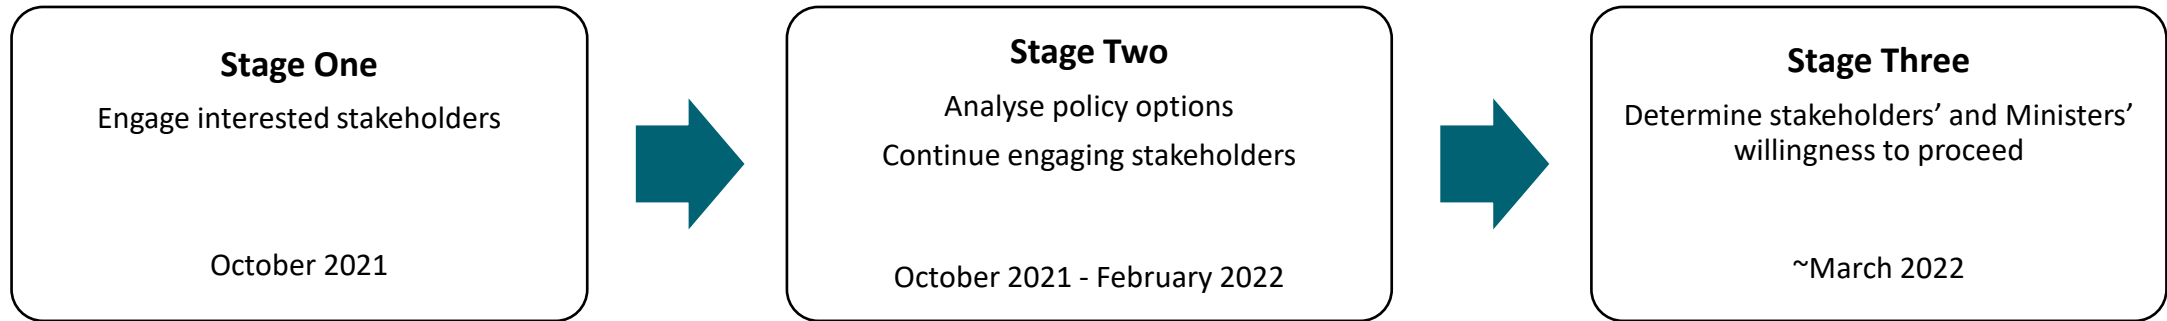 Stage One
Engage interested stakeholders
October 2021
Stage Two
Analyse policy options
Continue engaging stakeholders
October 2021 - February 2022
Stage Three
Determine stakeholders’ and Ministers’
willingness to proceed
~March 2022